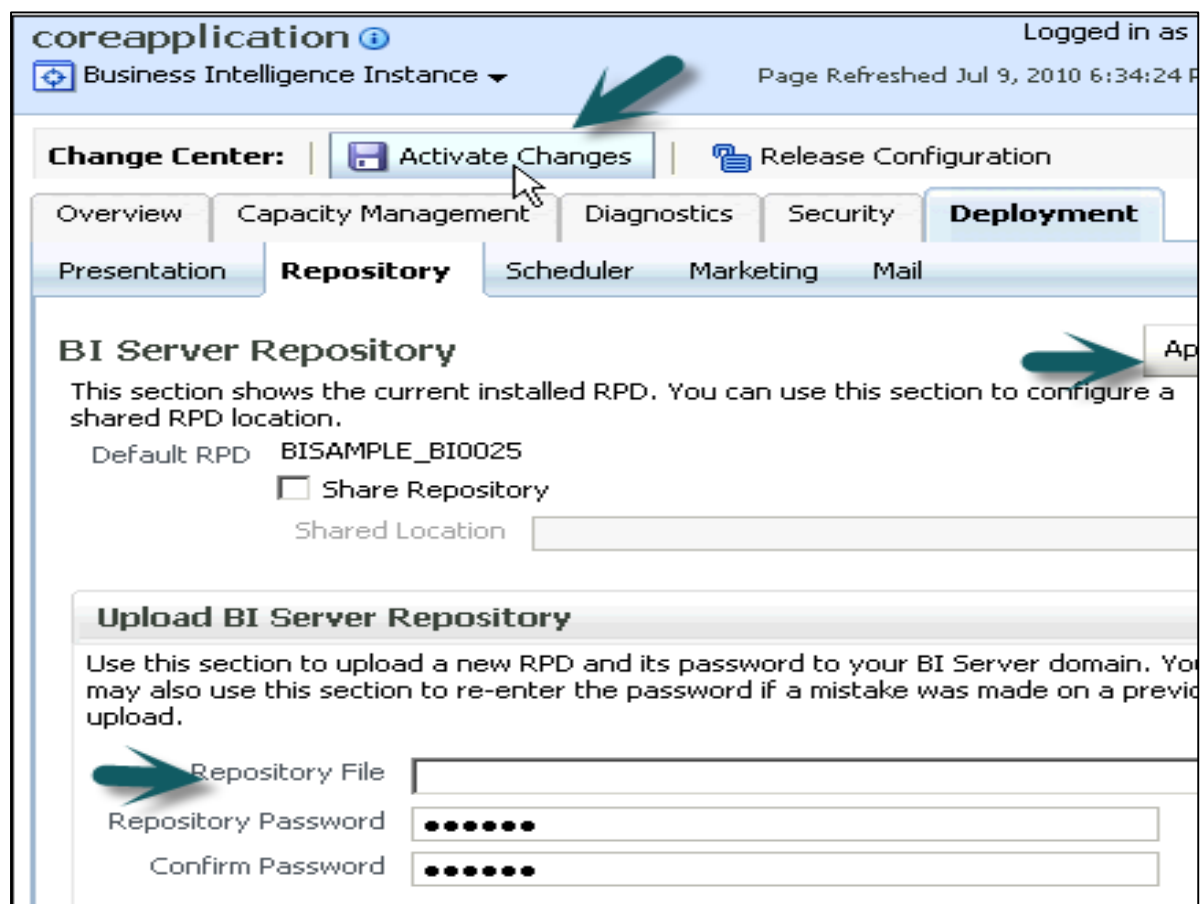 coreapplication
Logged in as
Business Intelligence Instance
Page Refreshed Jul 9, 2010 6:34:24
Change Center: Activate Changes Release Configuration
Overview Capacity Management Diagnostics Security Deployment
Presentation Repository Scheduler Marketing Mail
BI Server Repository
Ap
This section shows the current installed RPD. You can use this section to configure a
shared RPD location.
Default RPD BISAMPLE_BI0025
Share Repository
Shared Location
Upload BI Server Repository
Use this section to upload a new RPD and its password to your BI Server domain. You
may also use this section to re-enter the password if a mistake was made on a previo
upload.
Repository File
Repository Password ●●●●●●
Confirm Password ●●●●●●